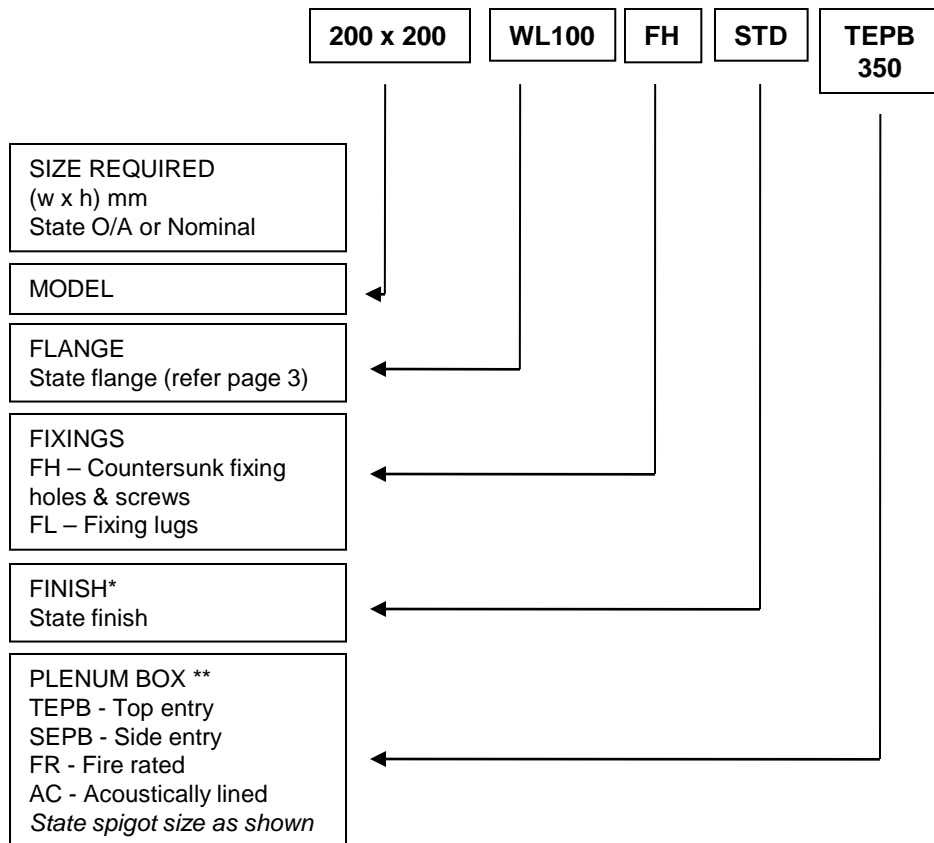 200 x 200
WL100
FH
STD
TEPB
350
SIZE REQUIRED
(w x h) mm
State O/A or Nominal
MODEL
FLANGE
State flange (refer page 3)
FIXINGS
FH – Countersunk fixing
holes & screws
FL – Fixing lugs
FINISH*
State finish
PLENUM BOX **
TEPB - Top entry
SEPB - Side entry
FR - Fire rated
AC - Acoustically lined
State spigot size as shown